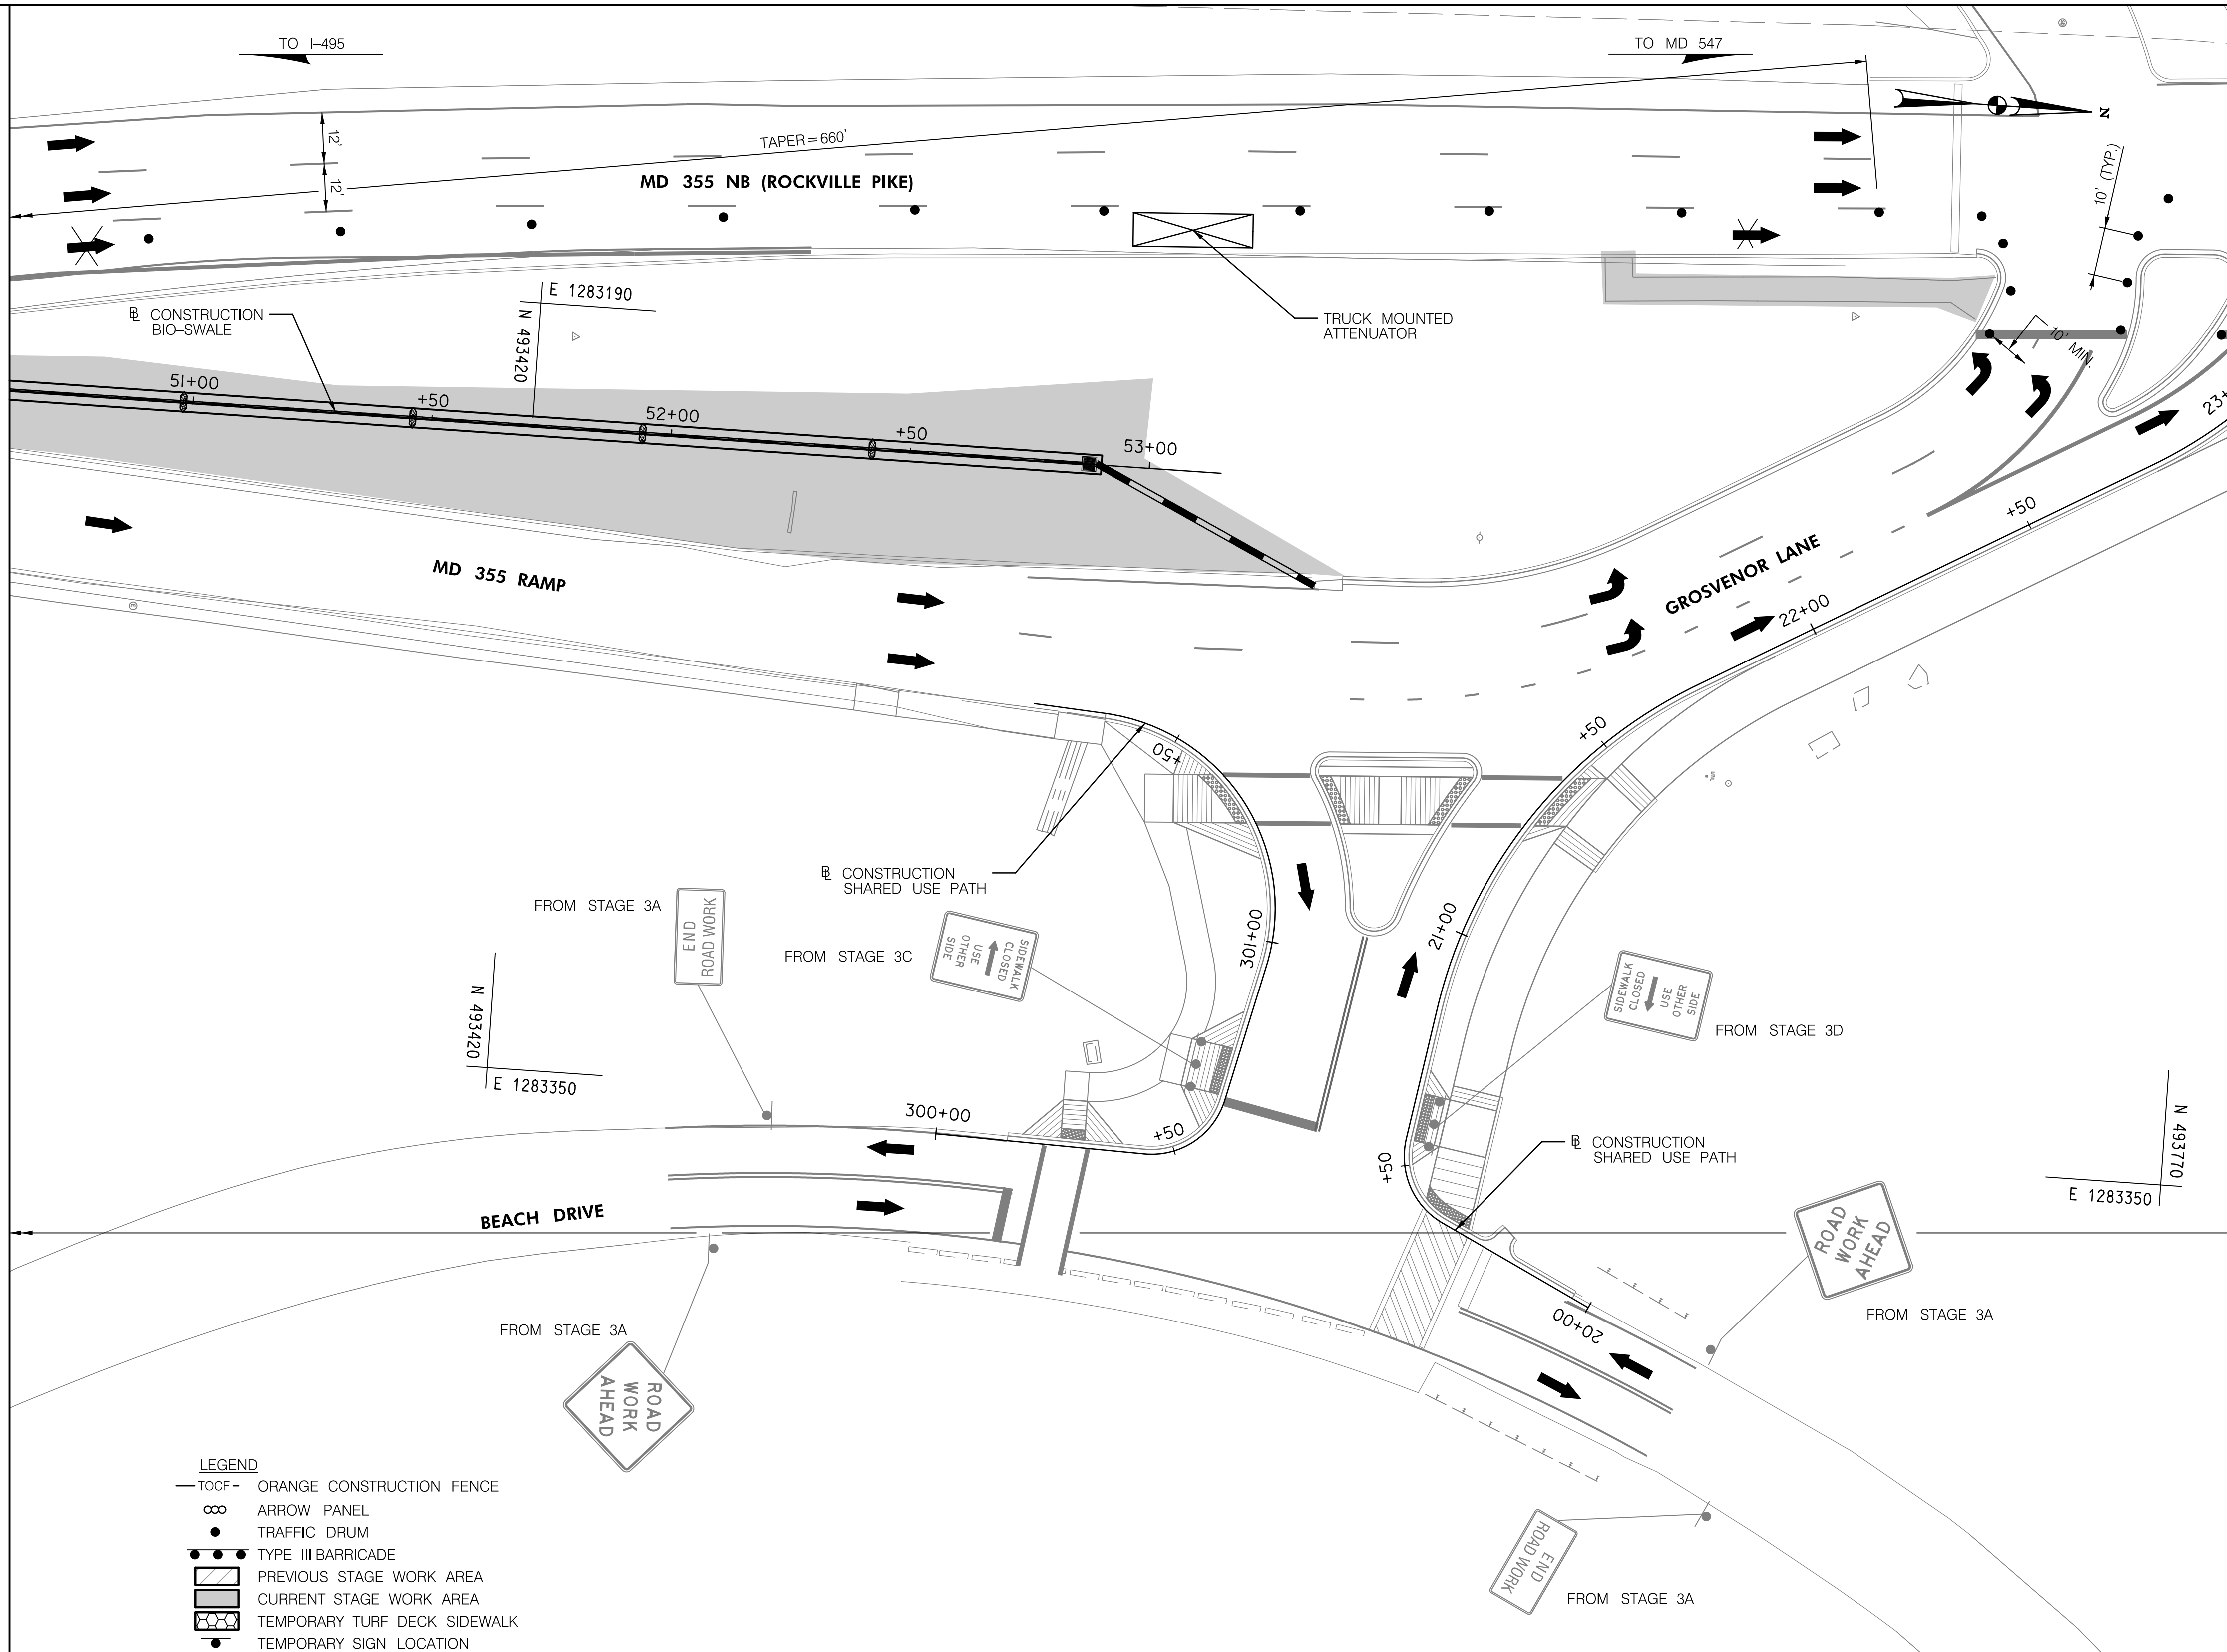 TO I-495
TO MD 547
12'
12'
TAPER = 660'
MD 355 NB (ROCKVILLE PIKE)
N
10' (TYP.)
10' MIN.
TRUCK MOUNTED
ATTENUATOR
E 1283190
N 493420
℄ CONSTRUCTION
BIO-SWALE
51+00
+50
52+00
+50
53+00
MD 355 RAMP
GROSVENOR LANE
+50
22+00
+50
+50
℄ CONSTRUCTION
SHARED USE PATH
FROM STAGE 3A
END
ROAD WORK
FROM STAGE 3C
SIDEWALK
CLOSED
USE
OTHER
SIDE
301+00
21+00
SIDEWALK
CLOSED
USE
OTHER
SIDE
FROM STAGE 3D
N 493420
E 1283350
300+00
+50
+50
℄ CONSTRUCTION
SHARED USE PATH
N 493770
E 1283350
BEACH DRIVE
20+00
ROAD
WORK
AHEAD
FROM STAGE 3A
FROM STAGE 3A
ROAD
WORK
AHEAD
END
ROAD WORK
FROM STAGE 3A
LEGEND
TOCF
ORANGE CONSTRUCTION FENCE
ARROW PANEL
TRAFFIC DRUM
TYPE III BARRICADE
PREVIOUS STAGE WORK AREA
CURRENT STAGE WORK AREA
TEMPORARY TURF DECK SIDEWALK
TEMPORARY SIGN LOCATION